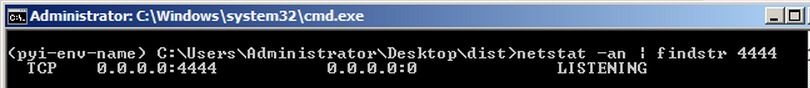 Administrator: C:\Windows\system32\cmd.exe
(pyi-env-name) C:\Users\Administrator\Desktop\dist>netstat -an | findstr 4444
TCP 0.0.0.0:4444 0.0.0.0:0 LISTENING